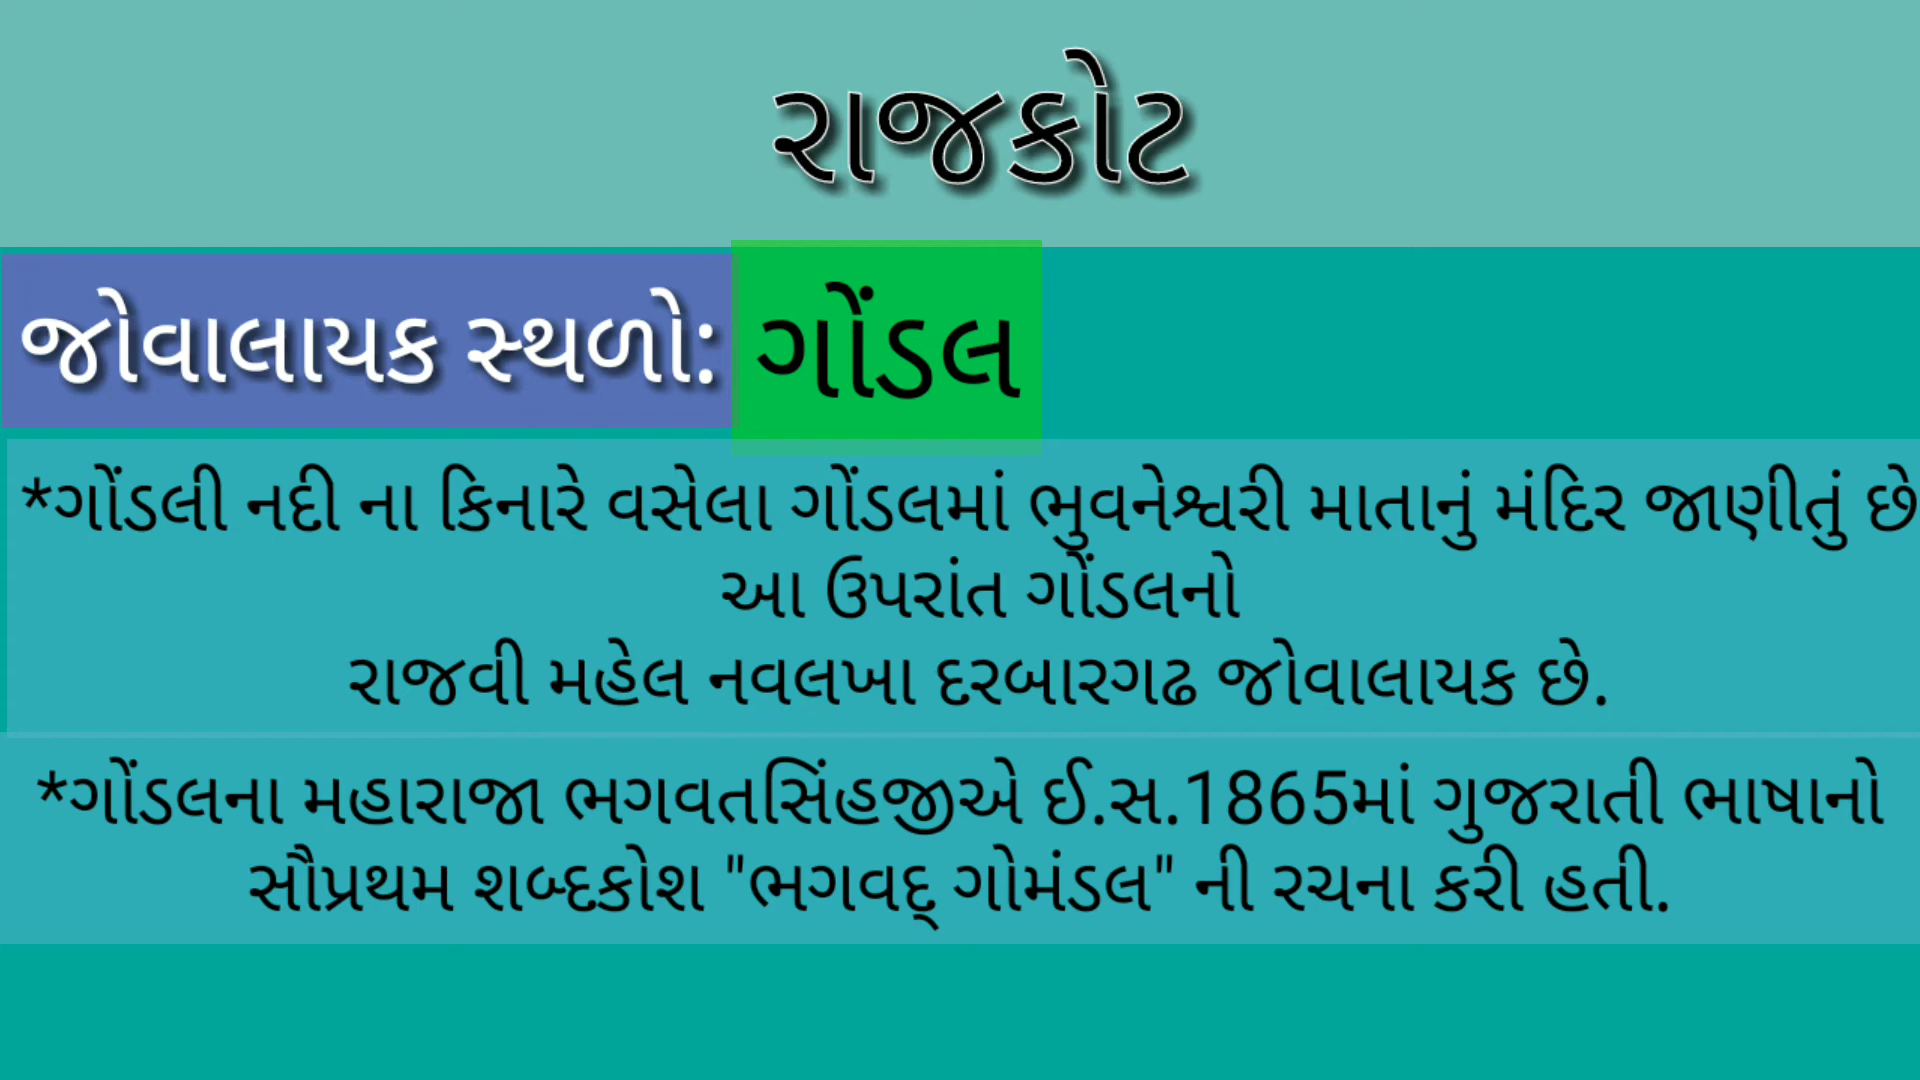 રાજકોટ
જોવાલાયક સ્થળો: ગોંડલ
*ગોંડલી નદી ના કિનારે વસેલા ગોંડલમાં ભુવનેશ્વરી માતાનું મંદિર જાણીતું છે
આ ઉપરાંત ગોંડલનો
રાજવી મહેલ નવલખા દરબારગઢ જોવાલાયક છે.
*ગોંડલના મહારાજા ભગવતસિંહજીએ ઈ.સ.1865માં ગુજરાતી ભાષાનો
સૌપ્રથમ શબ્દકોશ "ભગવદ્ ગોમંડલ" ની રચના કરી હતી.